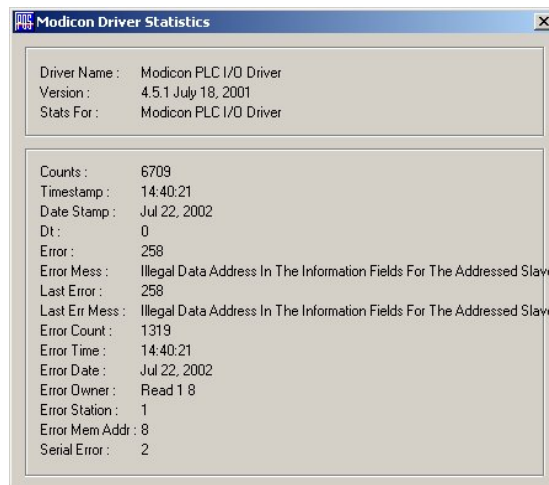 Modicon Driver Statistics
Driver Name : Modicon PLC I/O Driver
Version : 4.5.1 July 18, 2001
Stats For : Modicon PLC I/O Driver
Counts : 6709
Timestamp : 14:40:21
Date Stamp : Jul 22, 2002
Dt : 0
Error : 258
Error Mess : Illegal Data Address In The Information Fields For The Addressed Slave
Last Error : 258
Last Err Mess : Illegal Data Address In The Information Fields For The Addressed Slave
Error Count : 1319
Error Time : 14:40:21
Error Date : Jul 22, 2002
Error Owner : Read 1 8
Error Station : 1
Error Mem Addr : 8
Serial Error : 2